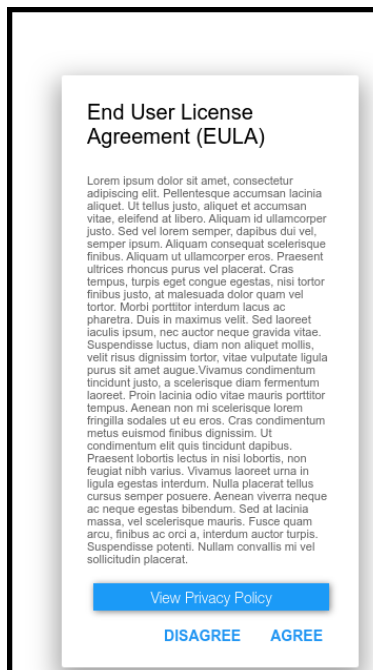 End User License
Agreement (EULA)
Lorem ipsum dolor sit amet, consectetur
adipiscing elit. Pellentesque accumsan lacinia
aliquet. Ut tellus justo, aliquet et accumsan
vitae, eleifend at libero. Aliquam id ullamcorper
justo. Sed vel lorem semper, dapibus dui vel,
semper ipsum. Aliquam consequat scelerisque
finibus. Aliquam ut ullamcorper eros. Praesent
ultrices rhoncus purus vel placerat. Cras
tempus, turpis eget congue egestas, nisi tortor
finibus justo, at malesuada dolor quam vel
tortor. Morbi porttitor interdum lacus ac
pharetra. Duis in maximus velit. Sed laoreet
iaculis ipsum, nec auctor neque gravida vitae.
Suspendisse luctus, diam non aliquet mollis,
velit risus dignissim tortor, vitae vulputate ligula
purus sit amet augue.Vivamus condimentum
tincidunt justo, a scelerisque diam fermentum
laoreet. Proin lacinia odio vitae mauris porttitor
tempus. Aenean non mi scelerisque lorem
fringilla sodales ut eu eros. Cras condimentum
metus euismod finibus dignissim. Ut
condimentum elit quis tincidunt dapibus.
Praesent lobortis lectus in nisi lobortis, non
feugiat nibh varius. Vivamus laoreet urna in
ligula egestas interdum. Nulla placerat tellus
cursus semper posuere. Aenean viverra neque
ac neque egestas bibendum. Sed at lacinia
massa, vel scelerisque mauris. Fusce quam
arcu, finibus ac orci a, interdum auctor turpis.
Suspendisse potenti. Nullam convallis mi vel
sollicitudin placerat.
View Privacy Policy
DISAGREE AGREE